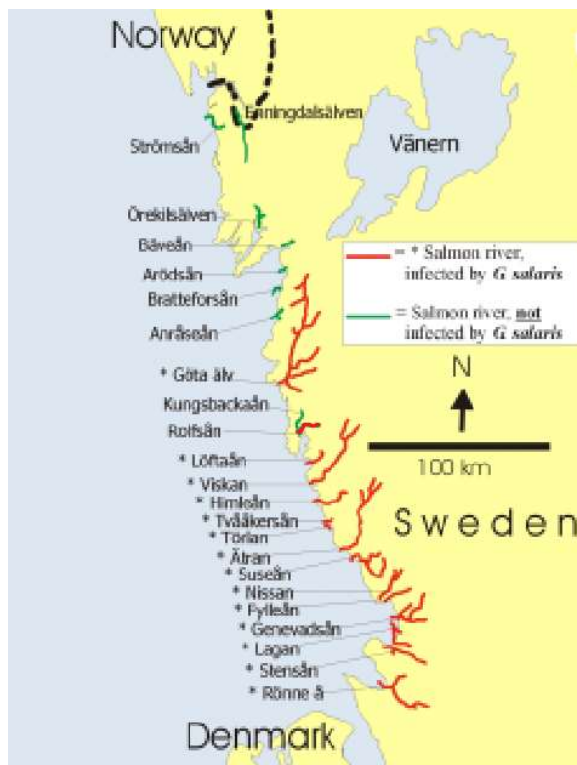 Norway
Enningdalsälven
Strömsån
Vänern
Örekilsälven
Bäveån
= * Salmon river,
infected by G salaris
Arödsån
Bratteforsån
= Salmon river, not
infected by G salaris
Anråseån
N
* Göta älv
Kungsbackaån
Rolfsån
100 km
* Löftaån
* Viskan
* Himleån
* Tvååkersån
Sweden
* Törlan
* Ätran
* Suseån
* Nissan
* Fylleån
* Genevadsån
* Lagan
* Stensån
* Rönne å
Denmark